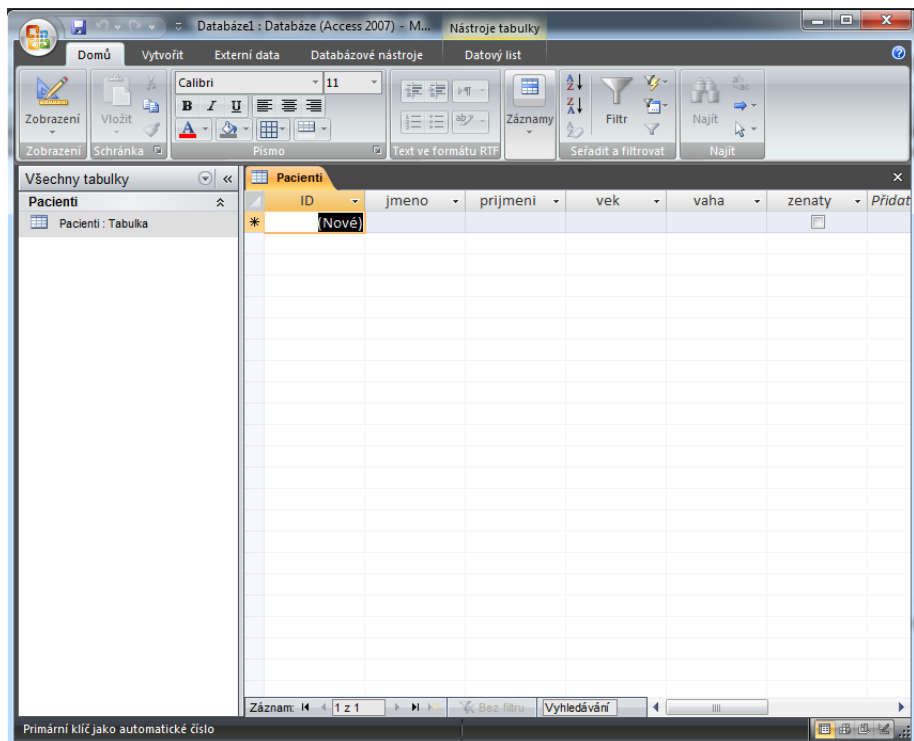 Databáze1 : Databáze (Access 2007) - M...
Nástroje tabulky
Domů Vytvořit Externí data Databázové nástroje Datový list
Calibri 11
B I U
Zobrazení Vložit Záznamy Filtr Najít
Zobrazení Schránka Písmo Text ve formátu RTF Seřadit a filtrovat Najít
Všechny tabulky
Pacienti
Pacienti : Tabulka
Pacienti
ID jmeno prijmeni vek vaha zenaty Přidat
(Nové)
Záznam: 1 z 1 Bez filtru Vyhledávání
Primární klíč jako automatické číslo